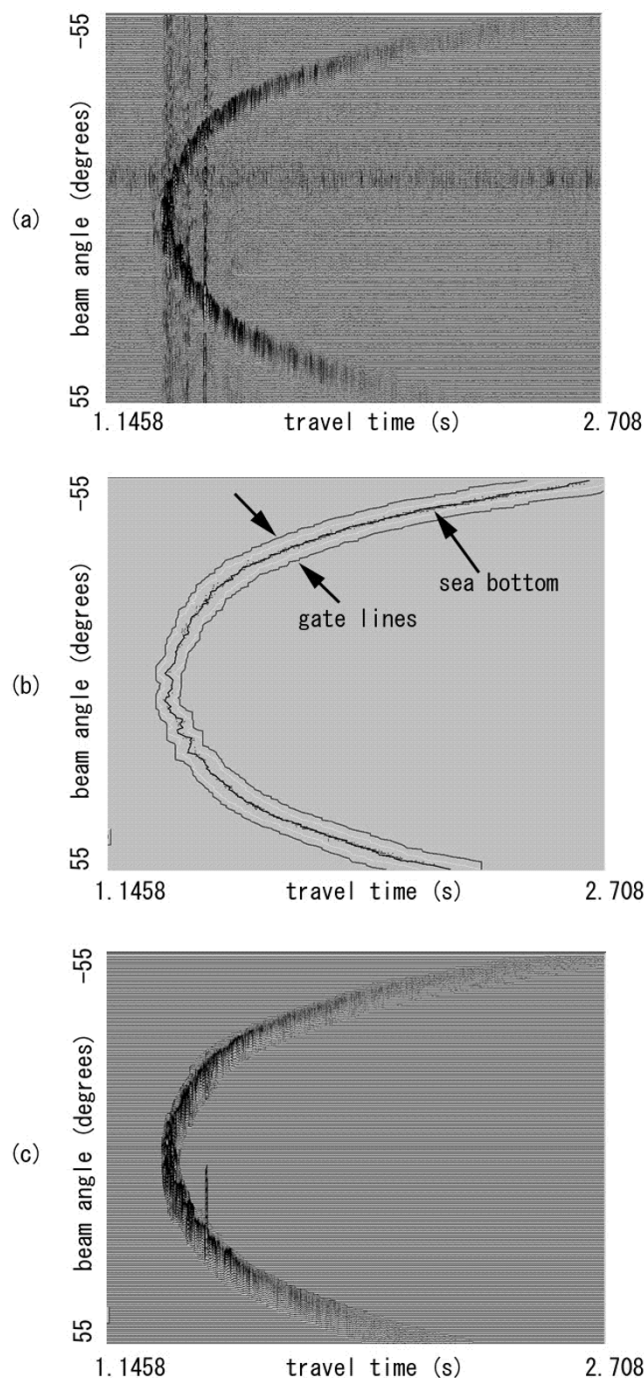 -55
(a)
beam angle (degrees)
55
1.1458 travel time (s) 2.708
-55
(b)
beam angle (degrees)
sea bottom
gate lines
55
1.1458 travel time (s) 2.708
-55
(c)
beam angle (degrees)
55
1.1458 travel time (s) 2.708